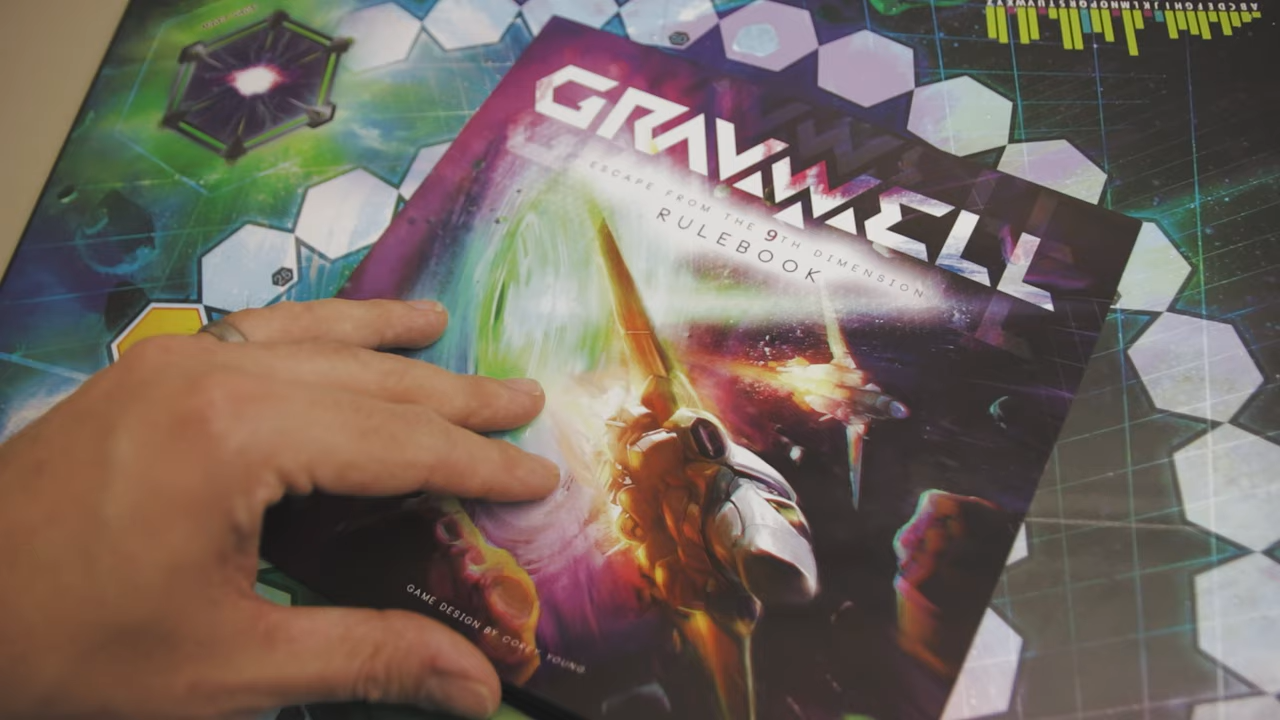 GRAVWELL
ESCAPE FROM THE 9TH DIMENSION
RULEBOOK
GAME DESIGN BY COREY YOUNG
ABCDEFGHIJKLMNOPQRSTUVWXYZ